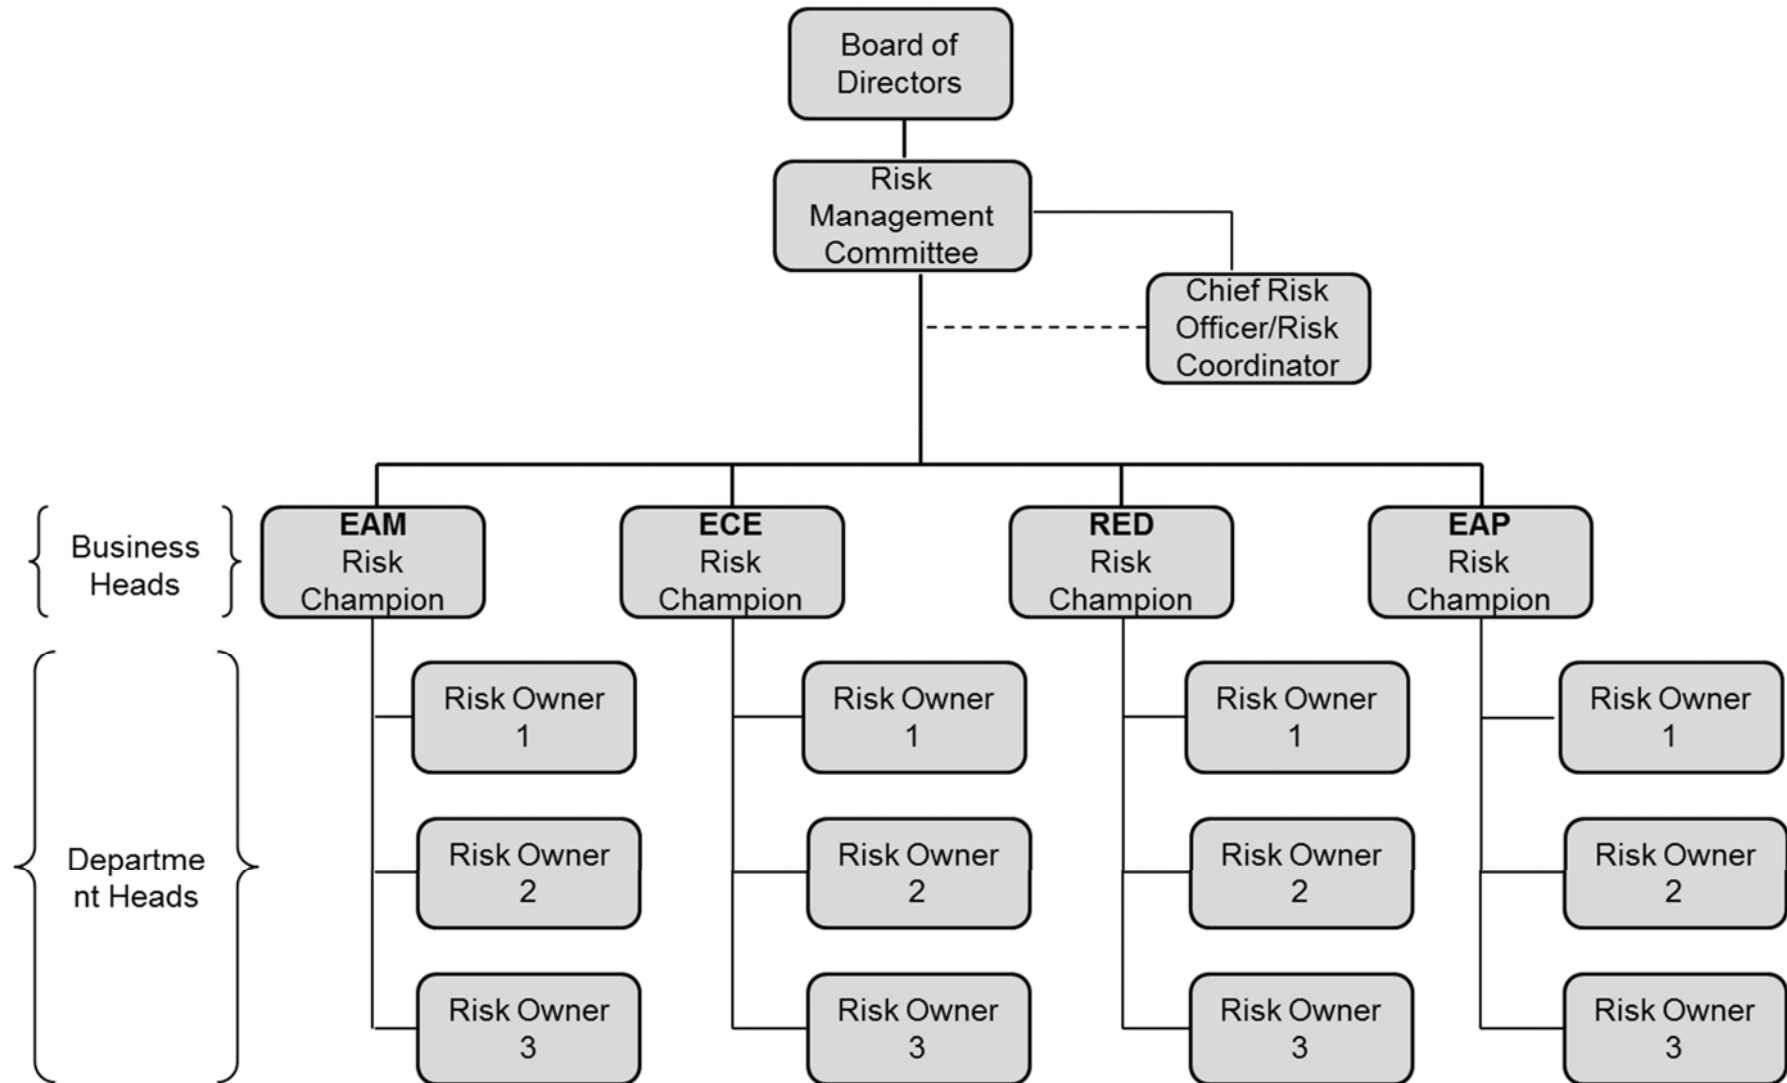 Board of
Directors
Risk
Management
Committee
Chief Risk
Officer/Risk
Coordinator
Business
Heads
EAM
Risk
Champion
ECE
Risk
Champion
RED
Risk
Champion
EAP
Risk
Champion
Departme
nt Heads
Risk Owner
1
Risk Owner
1
Risk Owner
1
Risk Owner
1
Risk Owner
2
Risk Owner
2
Risk Owner
2
Risk Owner
2
Risk Owner
3
Risk Owner
3
Risk Owner
3
Risk Owner
3